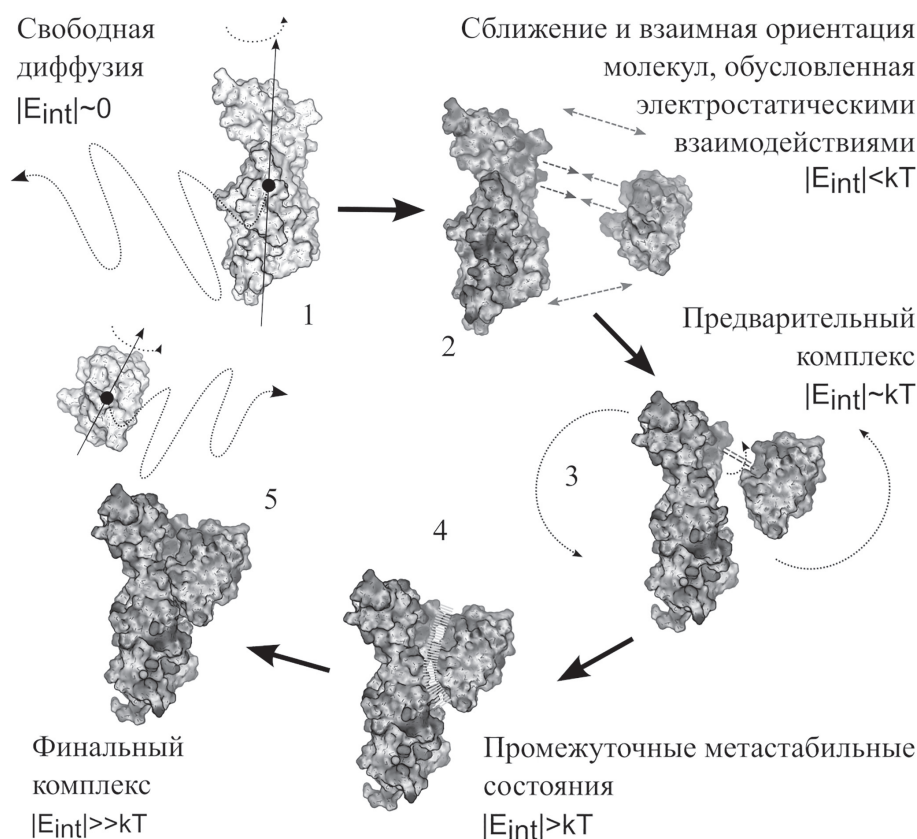 Свободная
диффузия
|Eint|~0
1
Сближение и взаимная ориентация
молекул, обусловленная
электростатическими
взаимодействиями
|Eint|<kT
2
Предварительный
комплекс
|Eint|~kT
3
4
Промежуточные метастабильные
состояния
|Eint|>kT
5
Финальный
комплекс
|Eint|>>kT